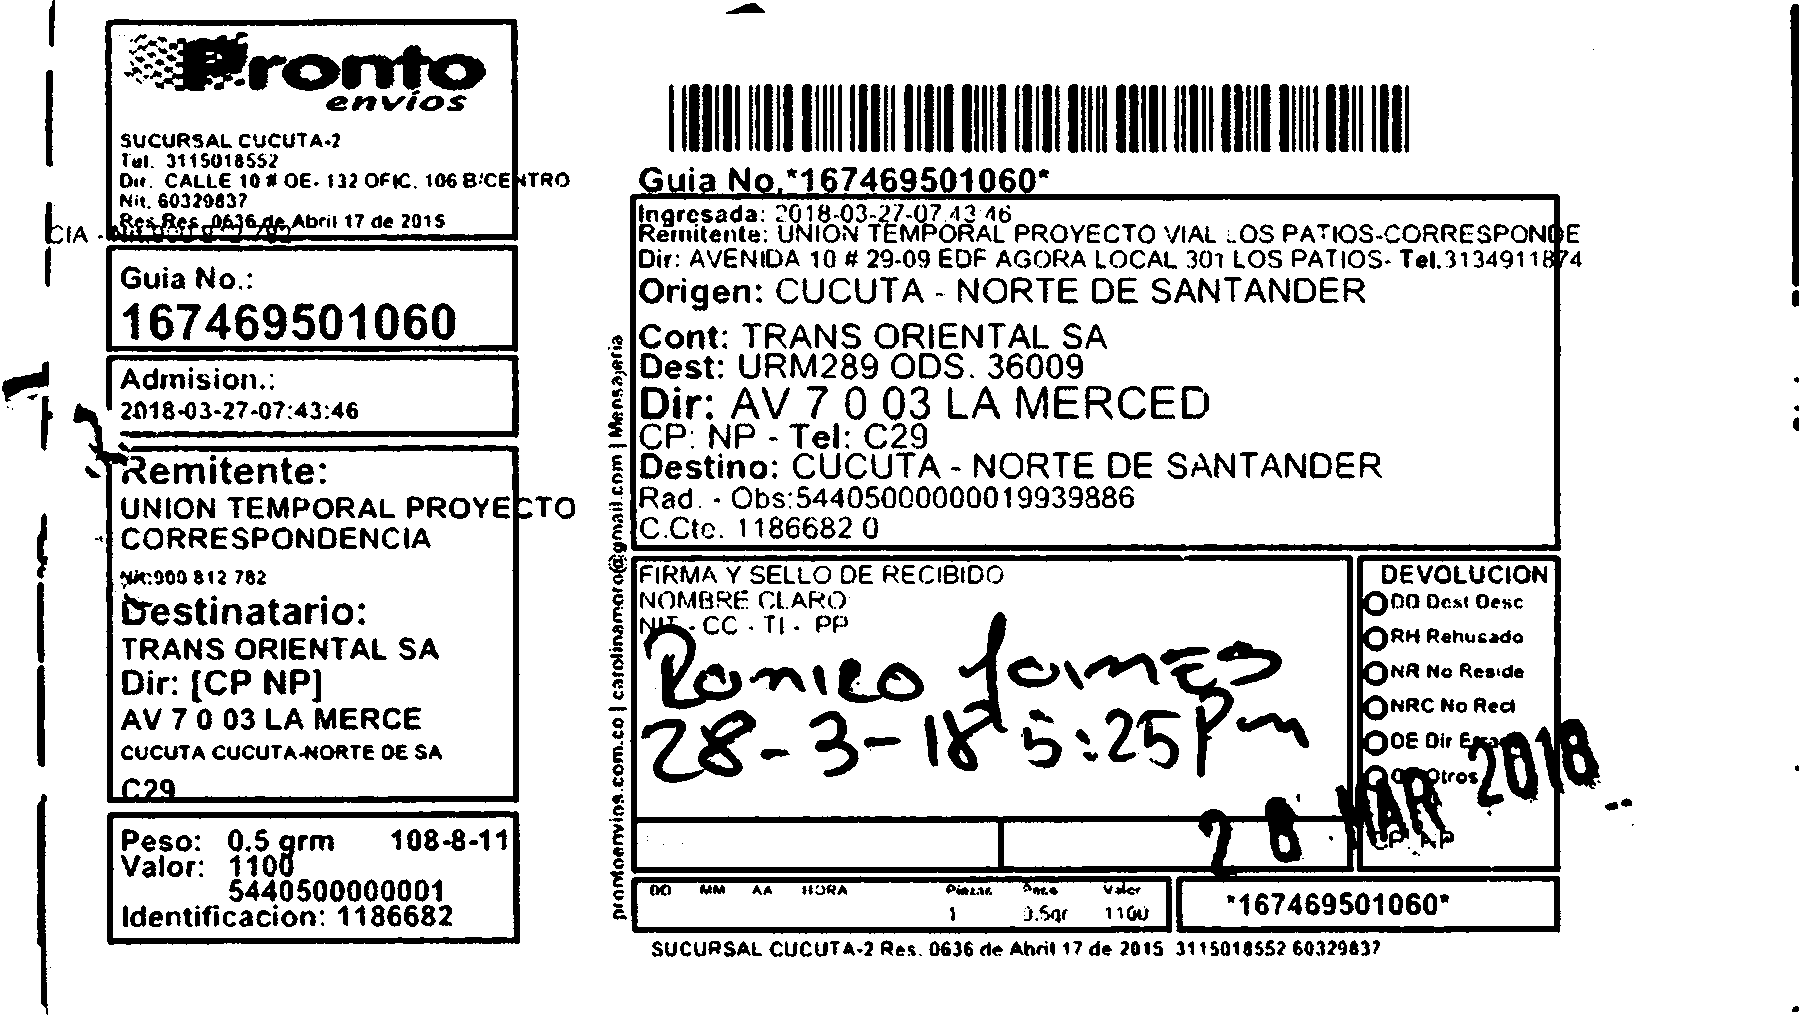 Pronto
envíos
SUCURSAL CUCUTA-2
Tel. 3115018552
Dir. CALLE 10 # OE- 132 OFIC. 106 B/CENTRO
Nit. 60329837
Res.Res. 0636 de Abril 17 de 2015
CIA -
Guia No.:
167469501060
Admision.:
2018-03-27-07:43:46
Remitente:
UNION TEMPORAL PROYECTO
CORRESPONDENCIA
Nit:900 812 782
Destinatario:
TRANS ORIENTAL SA
Dir: [CP NP]
AV 7 0 03 LA MERCE
CUCUTA CUCUTA-NORTE DE SA
C29
Peso: 0.5 grm 108-8-11
Valor: 1100
5440500000001
Identificacion: 1186682
prontoenvios.com.co | carolinamoro@gmail.com | Mensajeria
Guia No.*167469501060*
Ingresada: 2018-03-27-07:43:46
Remitente: UNION TEMPORAL PROYECTO VIAL LOS PATIOS-CORRESPONDE
Dir: AVENIDA 10 # 29-09 EDF AGORA LOCAL 301 LOS PATIOS- Tel.3134911874
Origen: CUCUTA - NORTE DE SANTANDER
Cont: TRANS ORIENTAL SA
Dest: URM289 ODS. 36009
Dir: AV 7 0 03 LA MERCED
CP: NP - Tel: C29
Destino: CUCUTA - NORTE DE SANTANDER
Rad. - Obs:54405000000019939886
C.Cte. 1186682 0
FIRMA Y SELLO DE RECIBIDO
NOMBRE CLARO
NIT - CC - TI - PP
Ramiro Jaimes
28-3-18 5:25 Pm
28 MAR 2018
DEVOLUCION
DD Dest Desc
RH Rehusado
NR No Reside
NRC No Recl
DE Dir
Otros
CP. AP
DD MM AA HORA Piezas Peso Valor
1 0.5gr 1100
*167469501060*
SUCURSAL CUCUTA-2 Res. 0636 de Abril 17 de 2015 3115018552 60329837